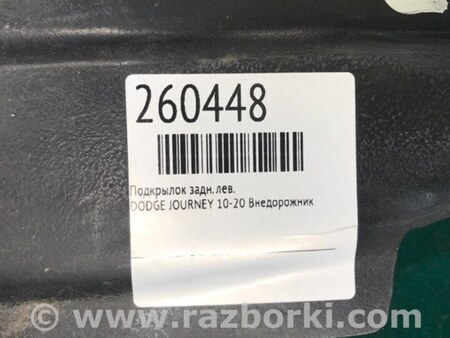 260448
Подкрылок задн. лев.
DODGE JOURNEY 10-20 Внедорожник
© www.razborki.com